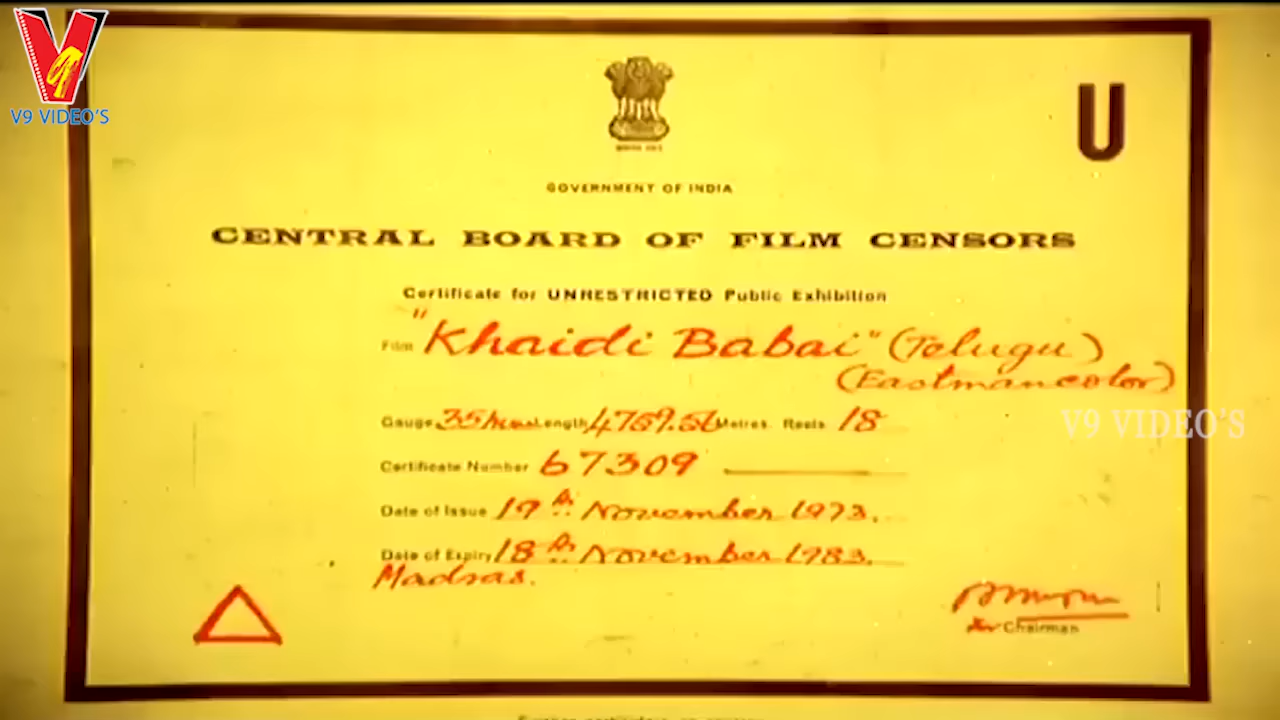 V9 VIDEO'S
U
GOVERNMENT OF INDIA
CENTRAL BOARD OF FILM CENSORS
Certificate for UNRESTRICTED Public Exhibition
Film "Khaidi Babai" (Telugu)
(Eastmancolor)
Gauge 35mm Length 4759.56 Metres. Reels 18
V9 VIDEO'S
Certificate Number 67309
Date of Issue 19th November 1973.
Date of Expiry 18th November 1983.
Madras.
for Chairman